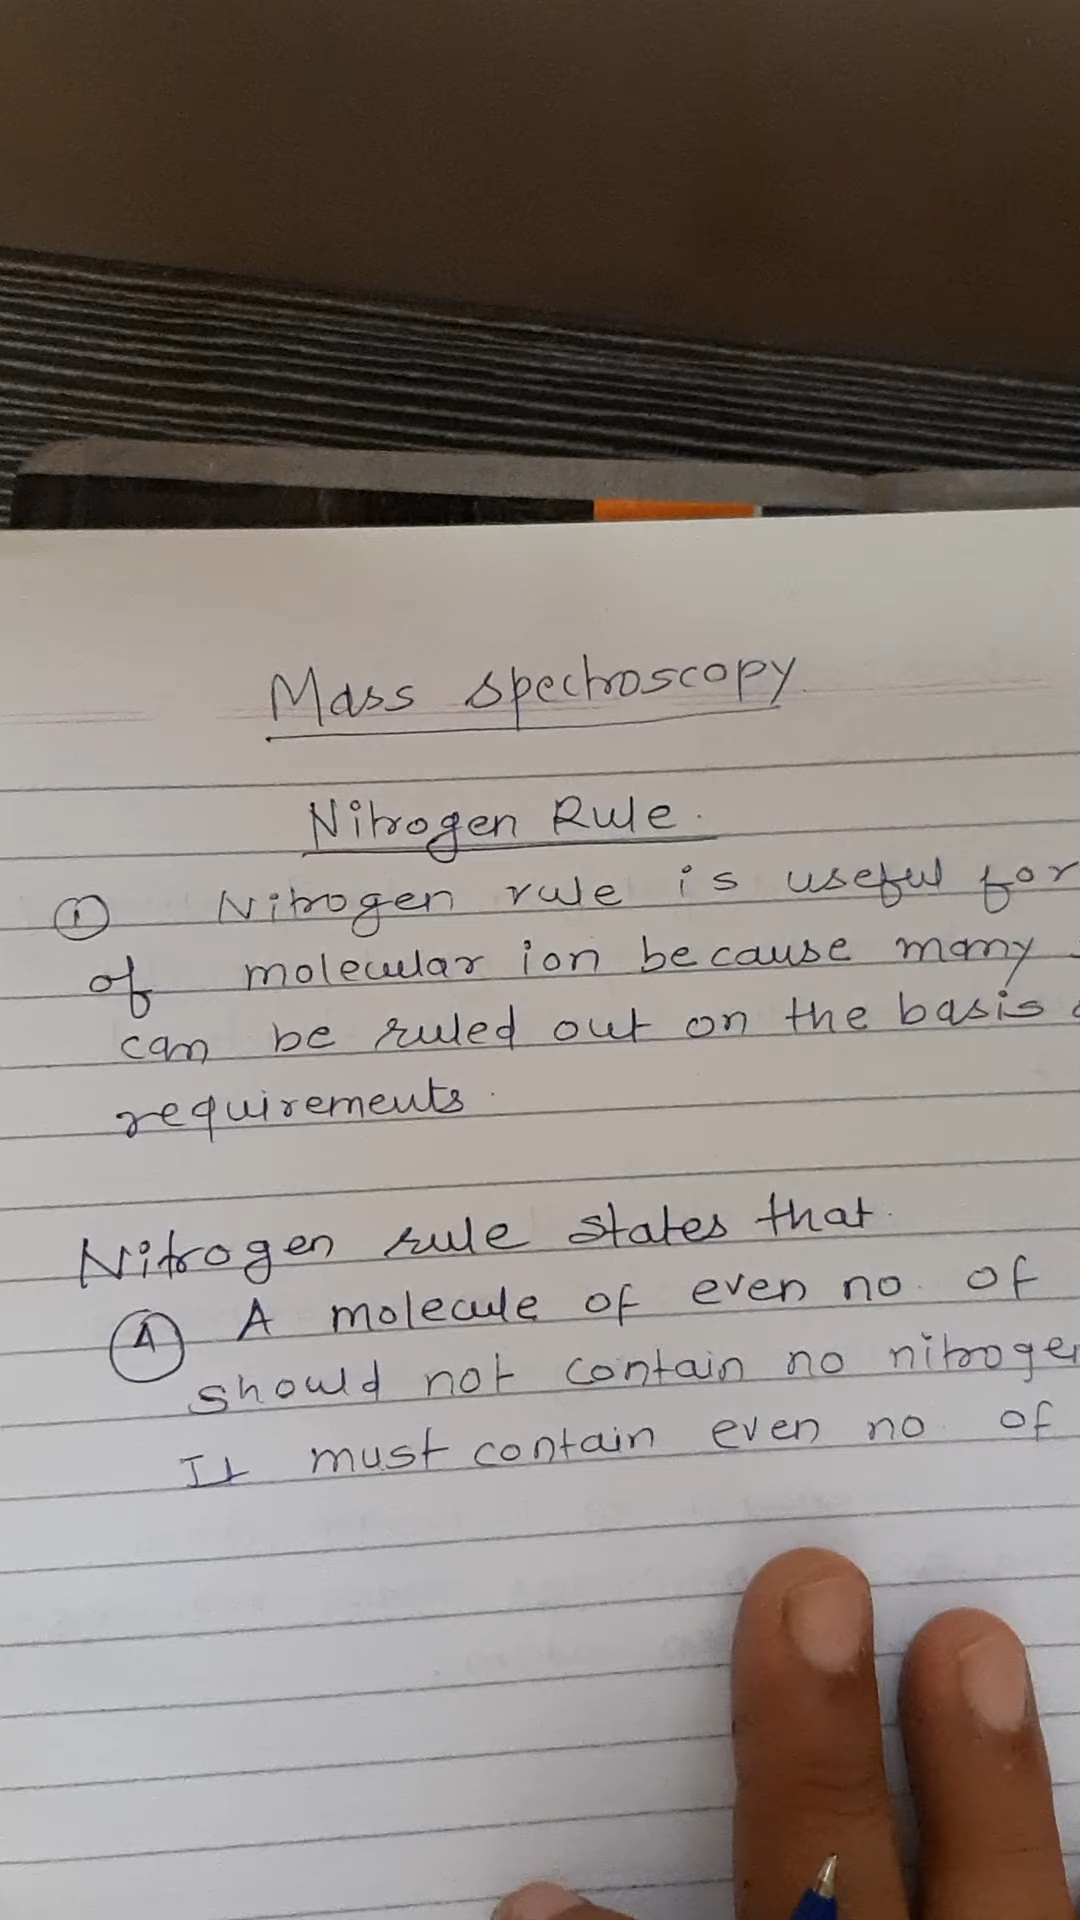 Mass spectroscopy
Nitrogen Rule.
① Nitrogen rule is useful for
of molecular ion because many
can be ruled out on the basis
requirements.
Nitrogen rule states that.
Ⓐ A molecule of even no. of
should not contain no nitrogen
It must contain even no. of